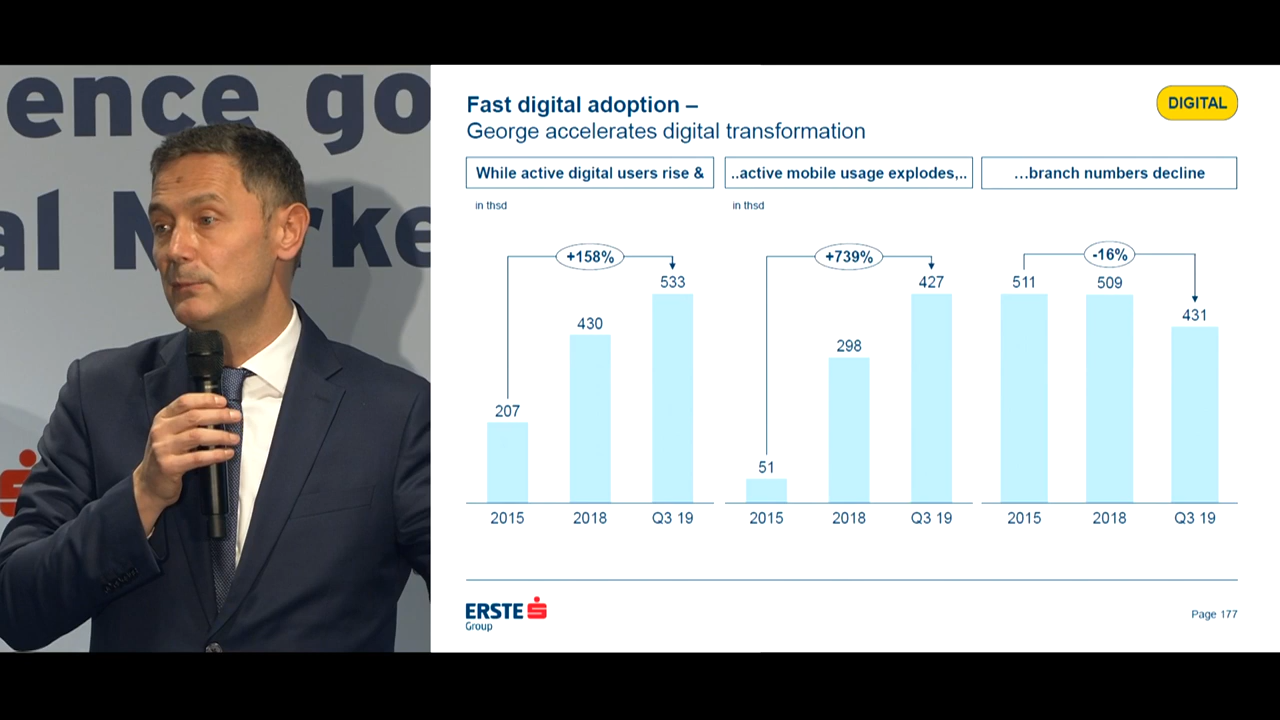 ence go
al
rke
Fast digital adoption –
George accelerates digital transformation
DIGITAL
While active digital users rise &
in thsd
+158%
207
430
533
2015
2018
Q3 19
..active mobile usage explodes,..
in thsd
+739%
51
298
427
2015
2018
Q3 19
...branch numbers decline
-16%
511
509
431
2015
2018
Q3 19
ERSTE
Group
Page 177